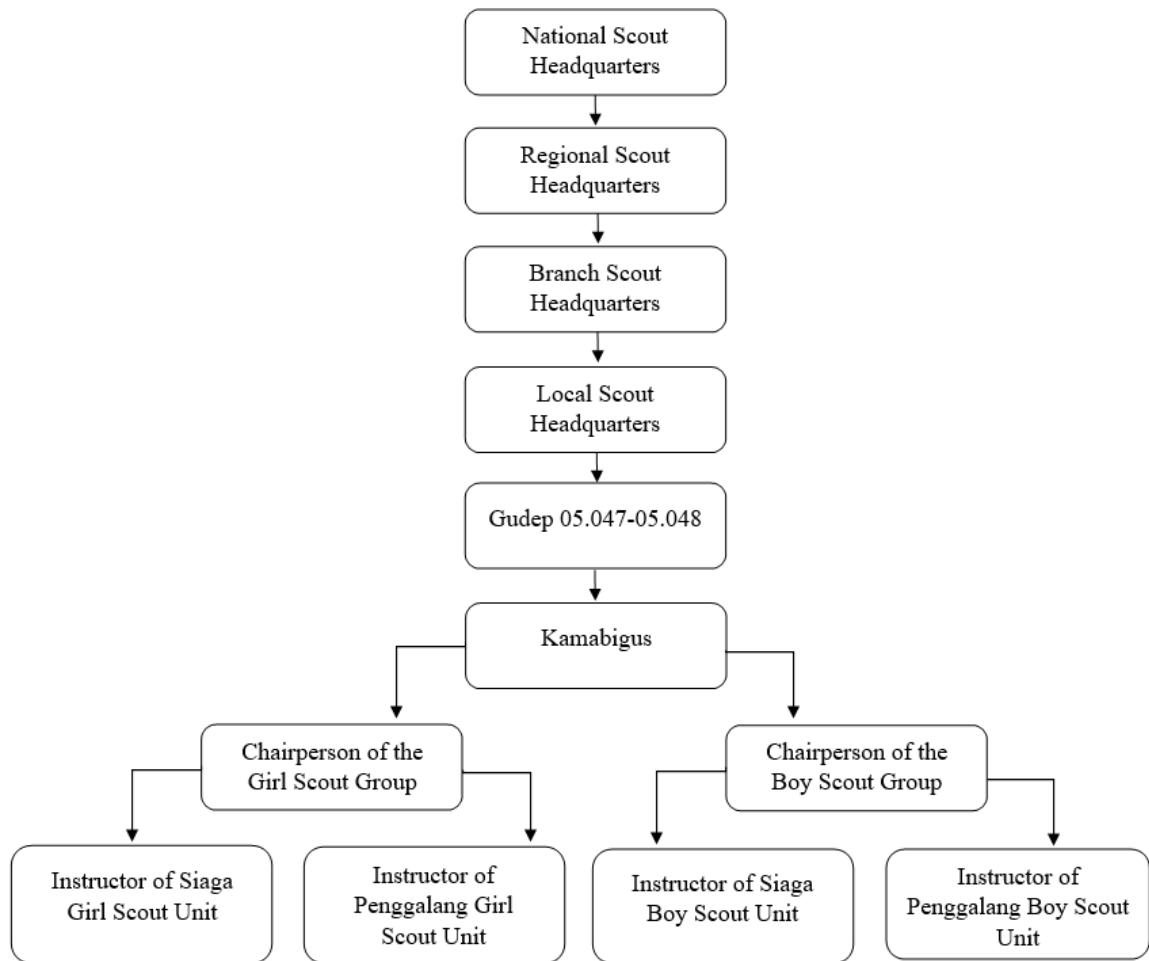 National Scout
Headquarters
Regional Scout
Headquarters
Branch Scout
Headquarters
Local Scout
Headquarters
Gudep 05.047-05.048
Kamabigus
Chairperson of the
Girl Scout Group
Chairperson of the
Boy Scout Group
Instructor of Siaga
Girl Scout Unit
Instructor of
Penggalang Girl
Scout Unit
Instructor of Siaga
Boy Scout Unit
Instructor of
Penggalang Boy Scout
Unit